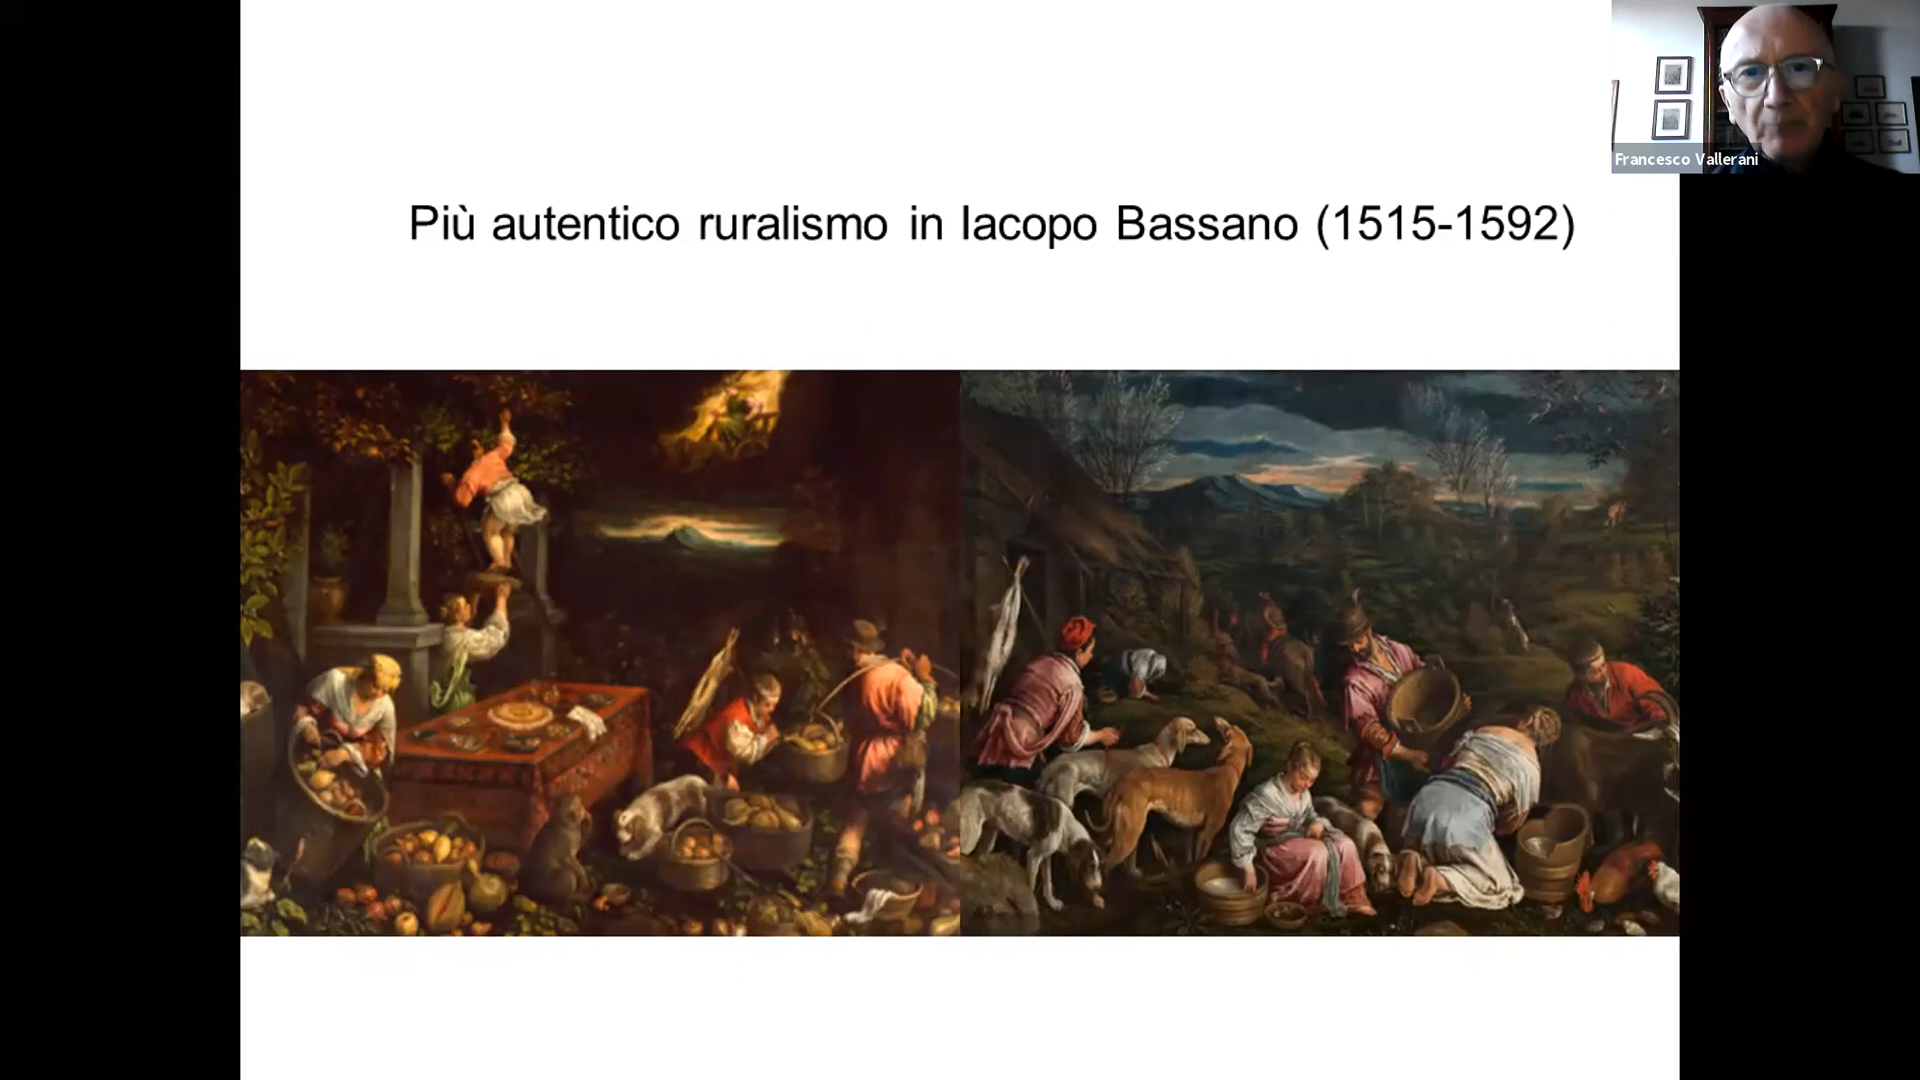 Francesco Vallerani
Più autentico ruralismo in Iacopo Bassano (1515-1592)